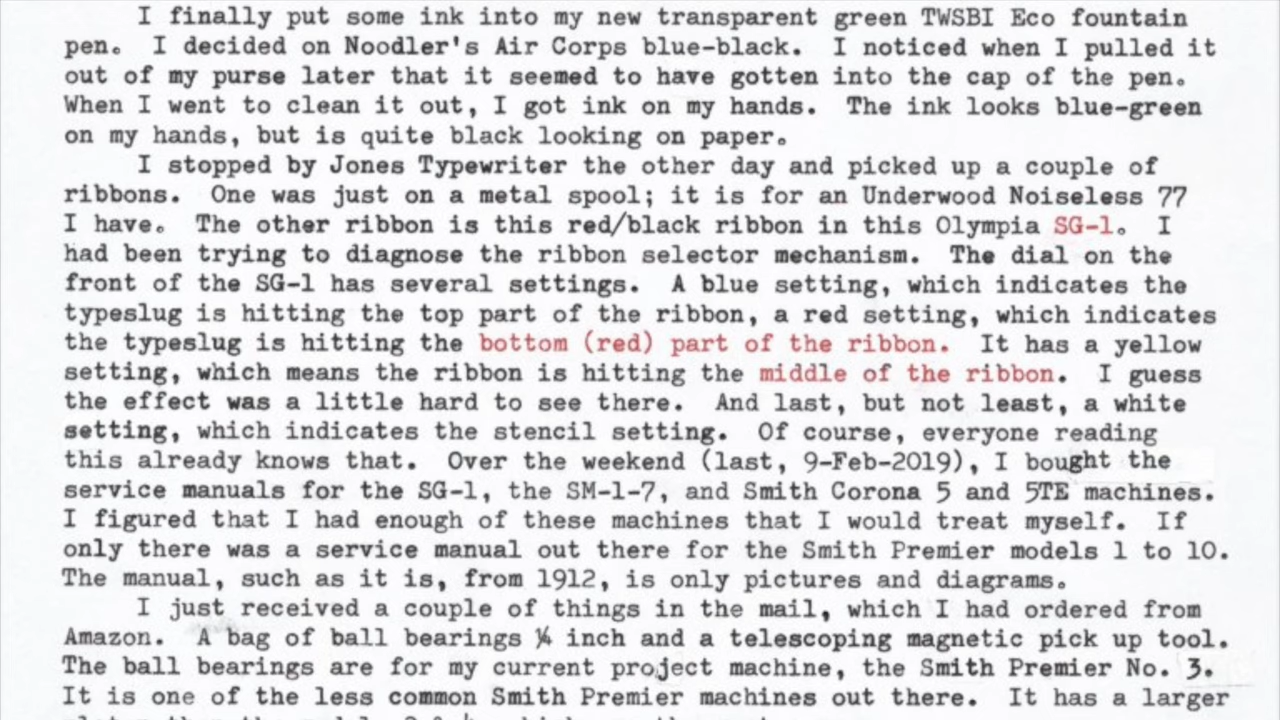 I finally put some ink into my new transparent green TWSBI Eco fountain
pen. I decided on Noodler's Air Corps blue-black. I noticed when I pulled it
out of my purse later that it seemed to have gotten into the cap of the pen.
When I went to clean it out, I got ink on my hands. The ink looks blue-green
on my hands, but is quite black looking on paper.
I stopped by Jones Typewriter the other day and picked up a couple of
ribbons. One was just on a metal spool; it is for an Underwood Noiseless 77
I have. The other ribbon is this red/black ribbon in this Olympia SG-1. I
had been trying to diagnose the ribbon selector mechanism. The dial on the
front of the SG-1 has several settings. A blue setting, which indicates the
typeslug is hitting the top part of the ribbon, a red setting, which indicates
the typeslug is hitting the bottom (red) part of the ribbon. It has a yellow
setting, which means the ribbon is hitting the middle of the ribbon. I guess
the effect was a little hard to see there. And last, but not least, a white
setting, which indicates the stencil setting. Of course, everyone reading
this already knows that. Over the weekend (last, 9-Feb-2019), I bought the
service manuals for the SG-1, the SM-1-7, and Smith Corona 5 and 5TE machines.
I figured that I had enough of these machines that I would treat myself. If
only there was a service manual out there for the Smith Premier models 1 to 10.
The manual, such as it is, from 1912, is only pictures and diagrams.
I just received a couple of things in the mail, which I had ordered from
Amazon. A bag of ball bearings ¼ inch and a telescoping magnetic pick up tool.
The ball bearings are for my current project machine, the Smith Premier No. 3.
It is one of the less common Smith Premier machines out there. It has a larger